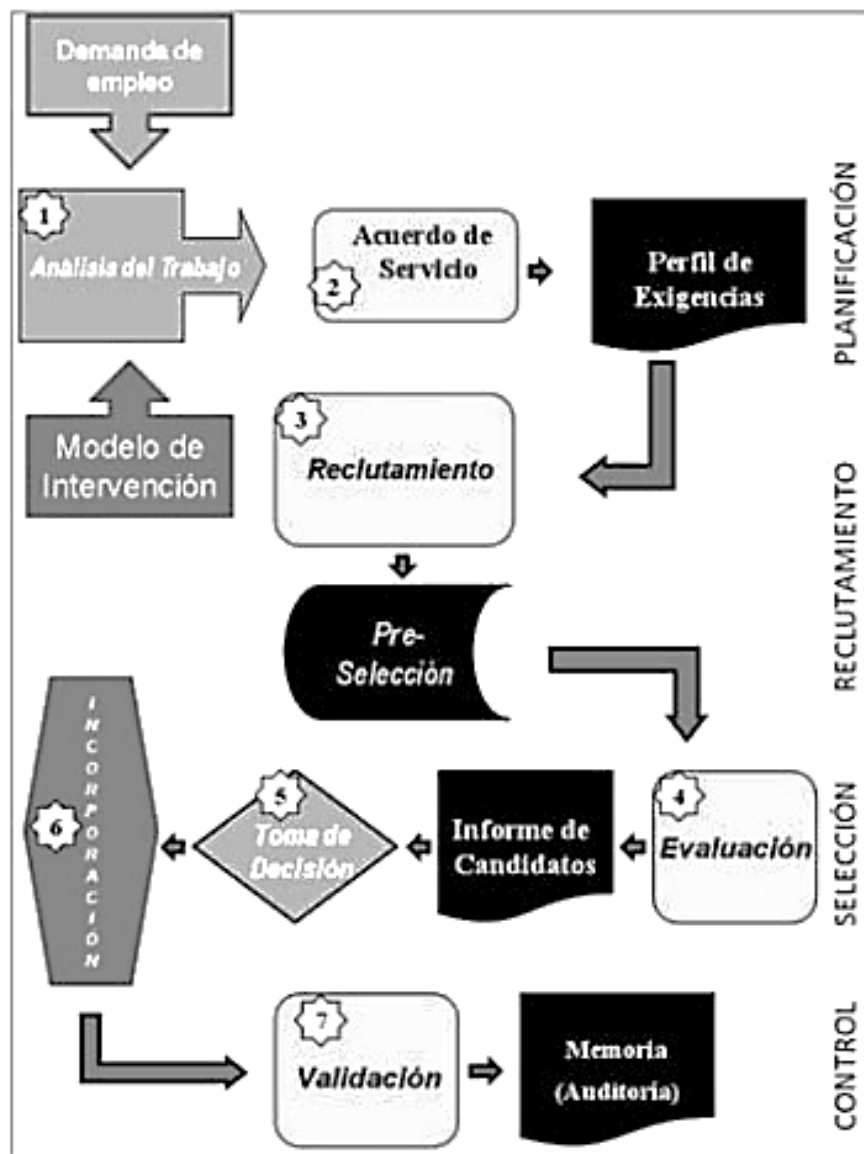 Demanda de
empleo
1
Análisis del Trabajo
Acuerdo de
Servicio
2
Perfil de
Exigencias
PLANIFICACIÓN
Modelo de
Intervención
3
Reclutamiento
RECLUTAMIENTO
Pre-
Selección
4
Evaluación
Informe de
Candidatos
5
Toma de
Decisión
6
INCORPORACION
SELECCIÓN
7
Validación
Memoria
(Auditoría)
CONTROL